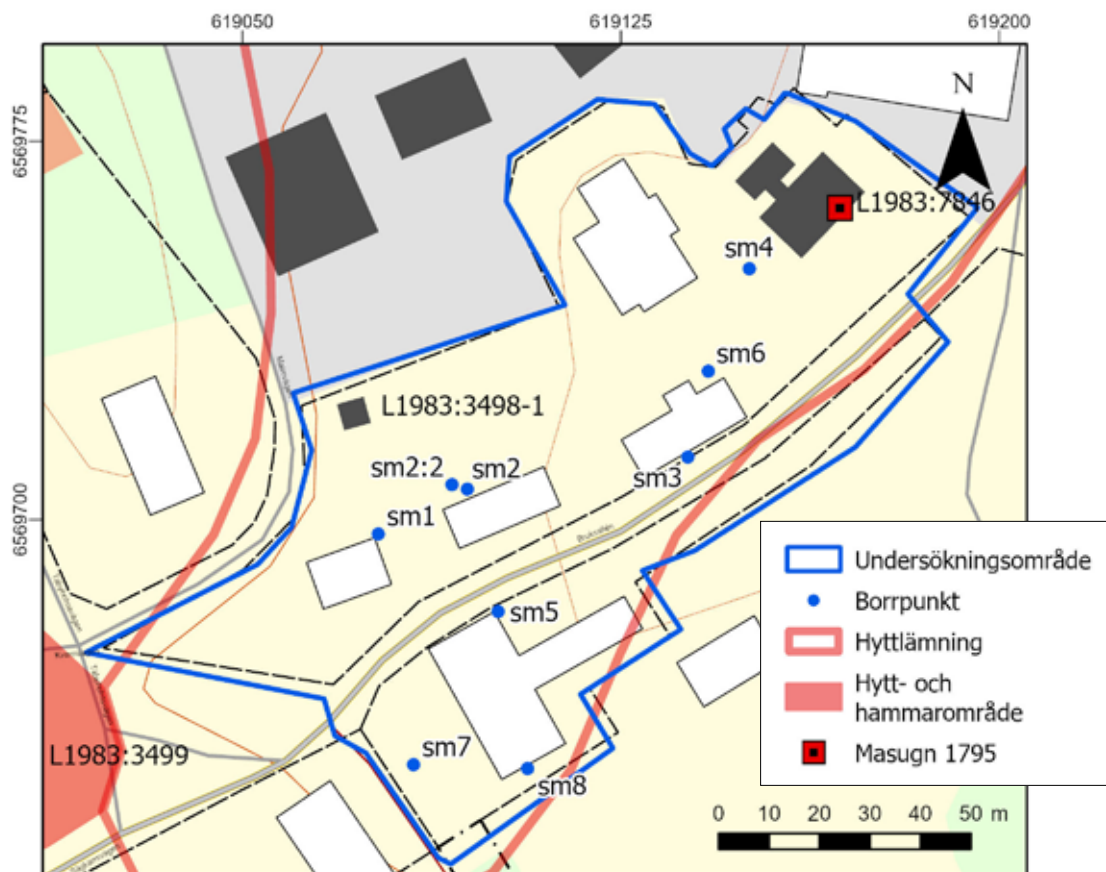 619050
619125
619200
6569775
N
L1983:7846
sm4
sm6
L1983:3498-1
sm2:2
sm2
sm3
sm1
6569700
sm5
Undersökningsområde
Borrpunkt
Hyttlämning
Hytt- och
hammarområde
Masugn 1795
L1983:3499
sm7
sm8
0 10 20 30 40 50 m